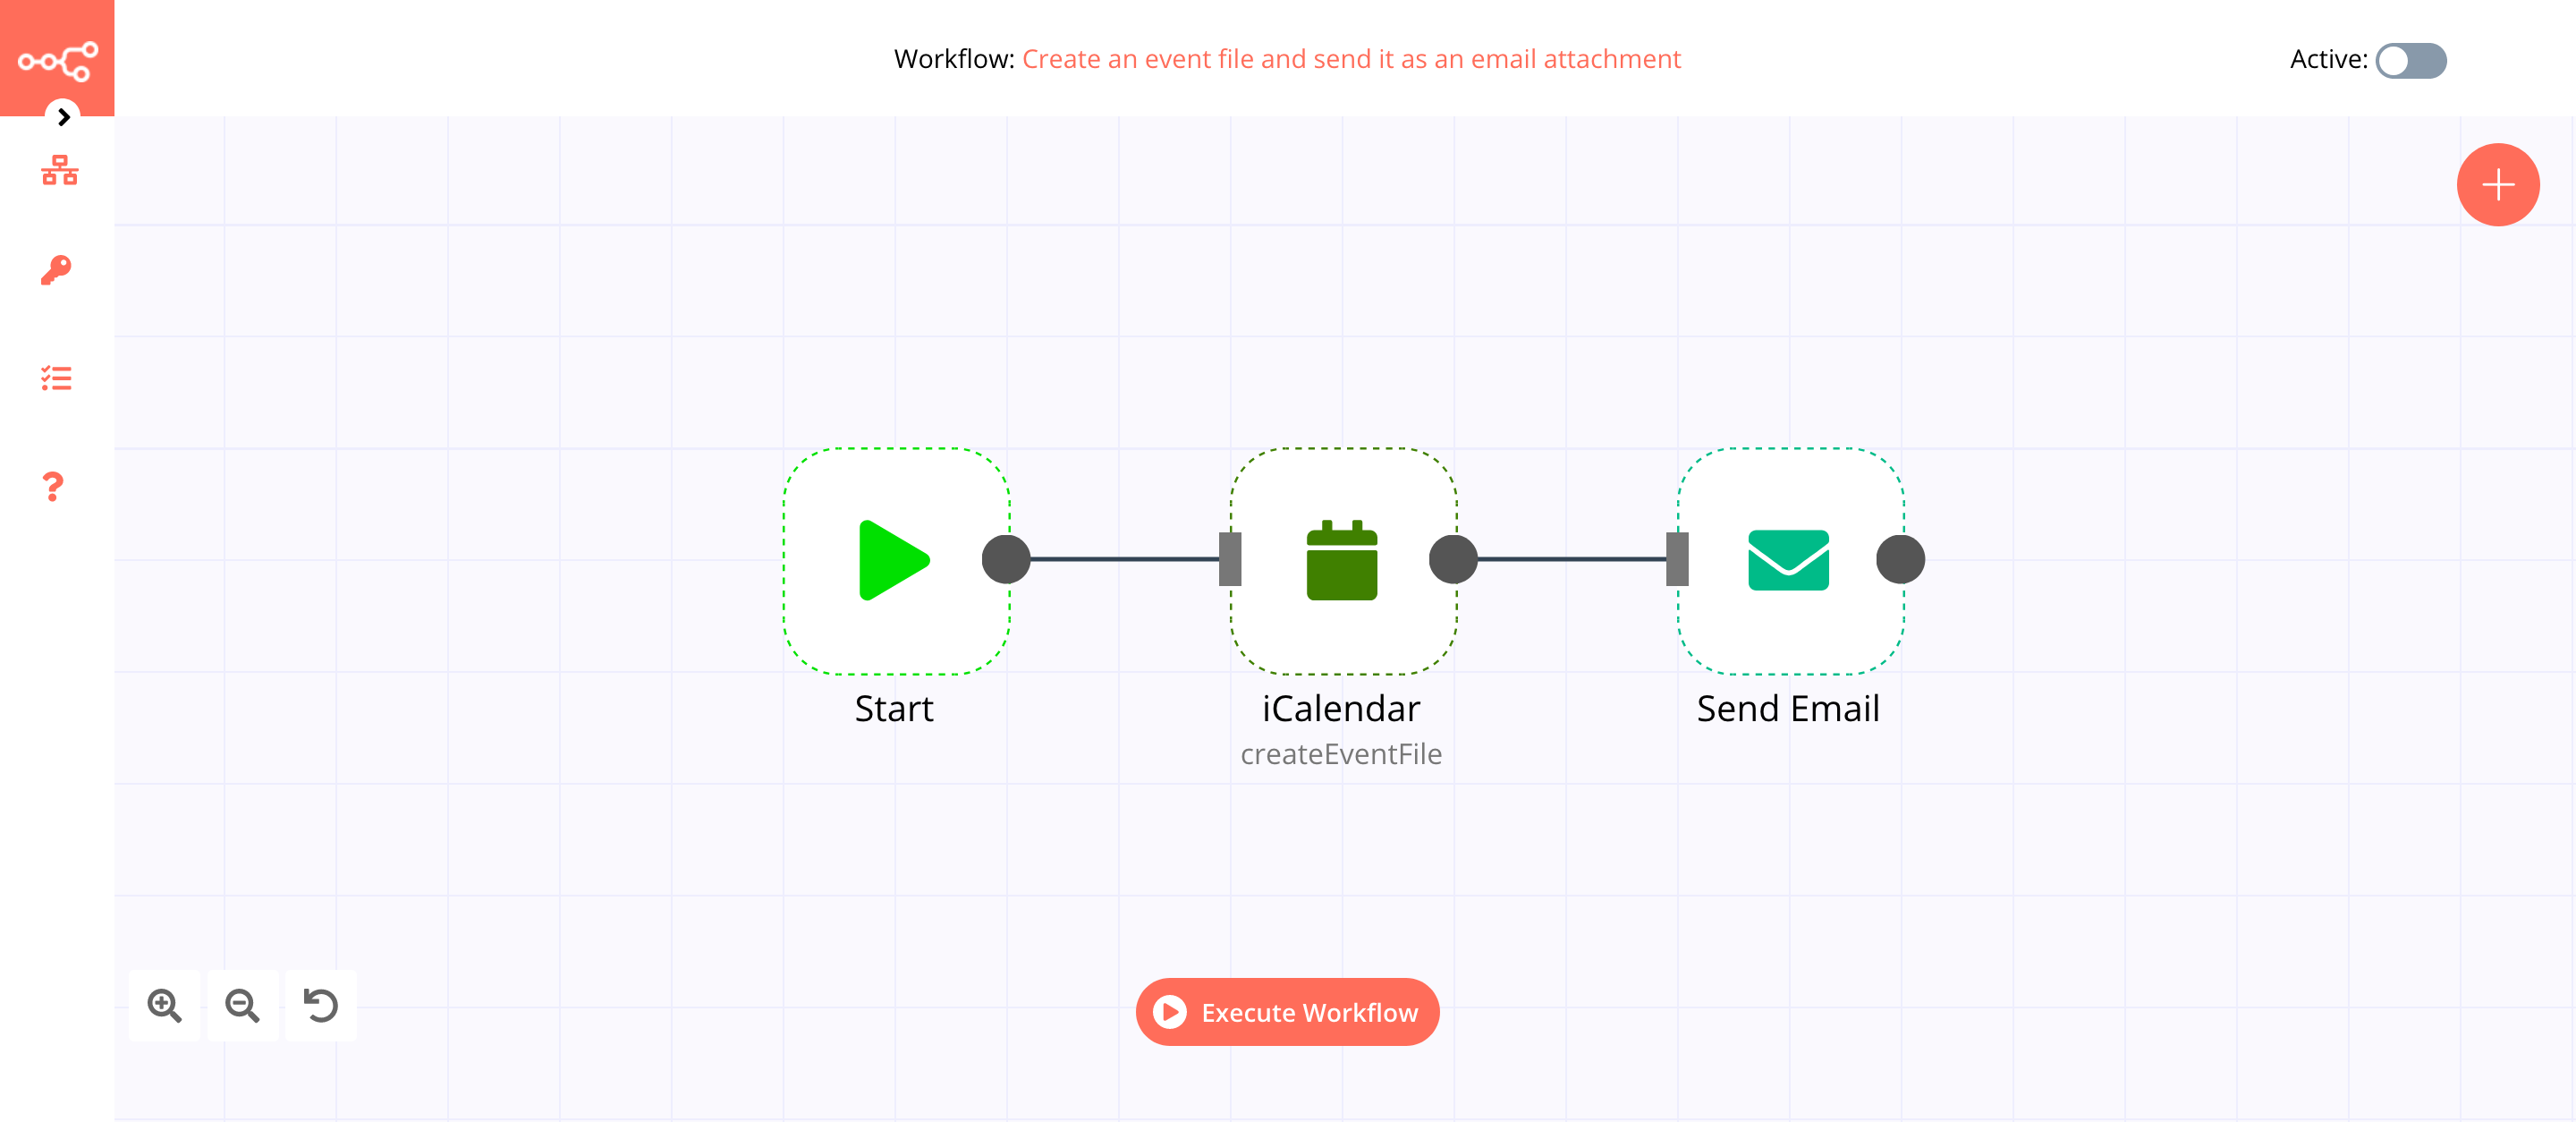 Workflow: Create an event file and send it as an email attachment
Active:
Start
iCalendar
createEventFile
Send Email
Execute Workflow